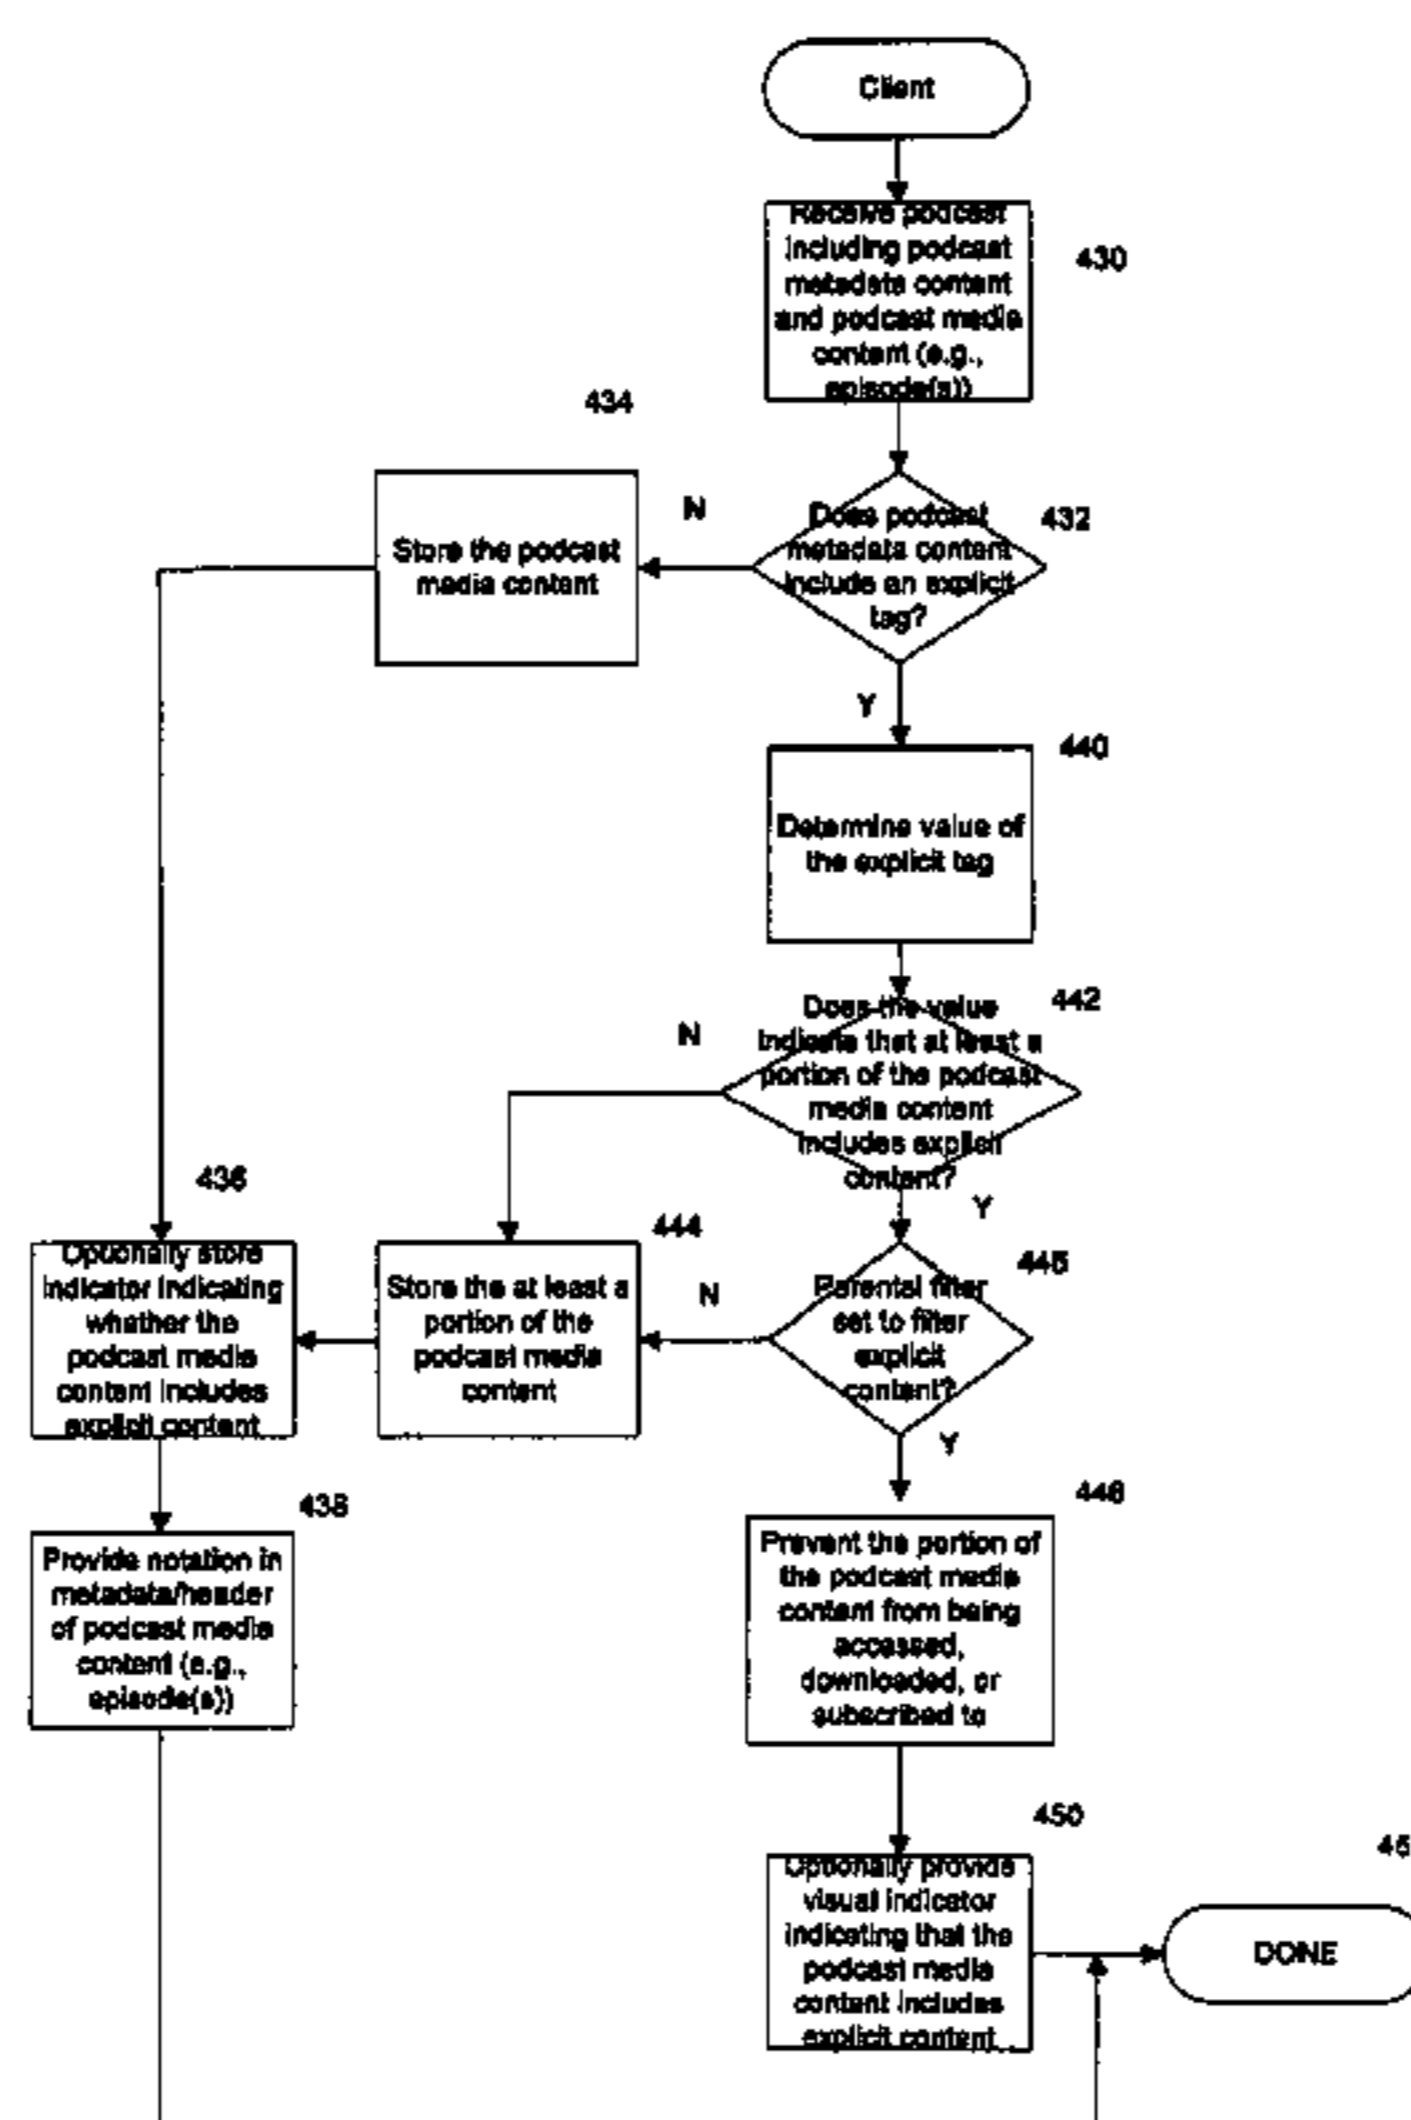 Client
Receive podcast
including podcast
metadata content
and podcast media
content (e.g.,
episode(s))
430
434
N
Does podcast
metadata content
include an explicit
tag?
432
Store the podcast
media content
Y
440
Determine value of
the explicit tag
442
Does the value
indicate that at least a
portion of the podcast
media content
includes explicit
content?
N
Y
436
444
Optionally store
indicator indicating
whether the
podcast media
content includes
explicit content
Store the at least a
portion of the
podcast media
content
N
Parental filter
set to filter
explicit
content?
Y
438
Provide notation in
metadata/header
of podcast media
content (e.g.,
episode(s))
Prevent the portion of
the podcast media
content from being
accessed,
downloaded, or
subscribed to
450
Optionally provide
visual indicator
indicating that the
podcast media
content includes
explicit content
DONE